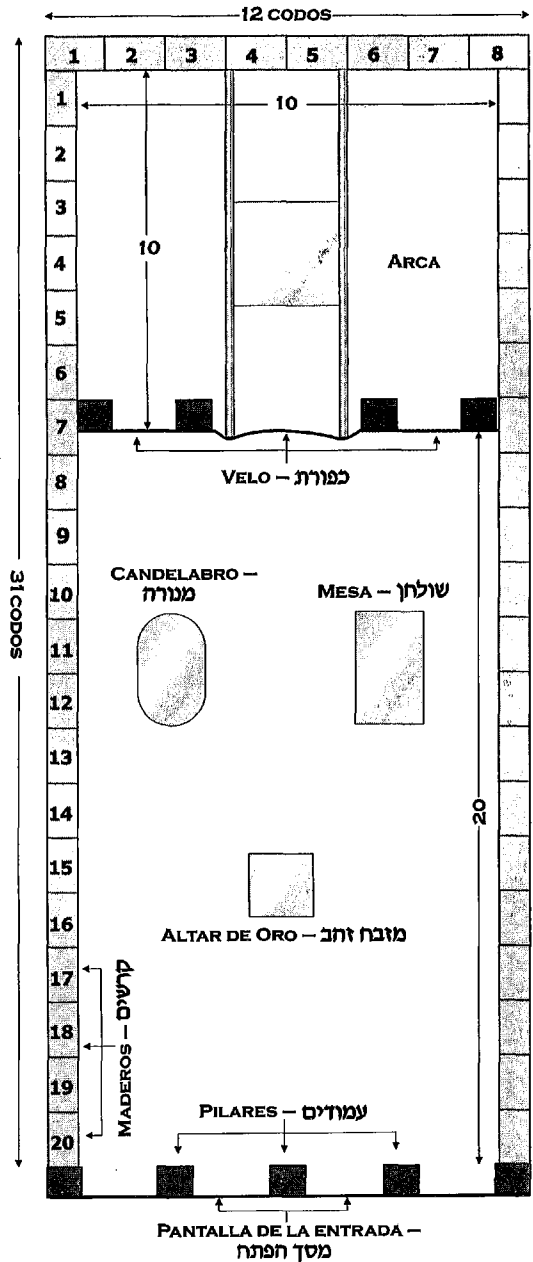 12 CODOS
1 2 3 4 5 6 7 8
1
10
2
3
4
10
ARCA
5
6
7
VELO – כפורת
8
9
CANDELABRO –
מנורה
MESA – שולחן
10
31 CODOS
11
12
13
14
20
15
16
ALTAR DE ORO – מזבח זהב
17
MADEROS – קרשים
18
19
PILARES – עמודים
20
PANTALLA DE LA ENTRADA –
מסך הפתח